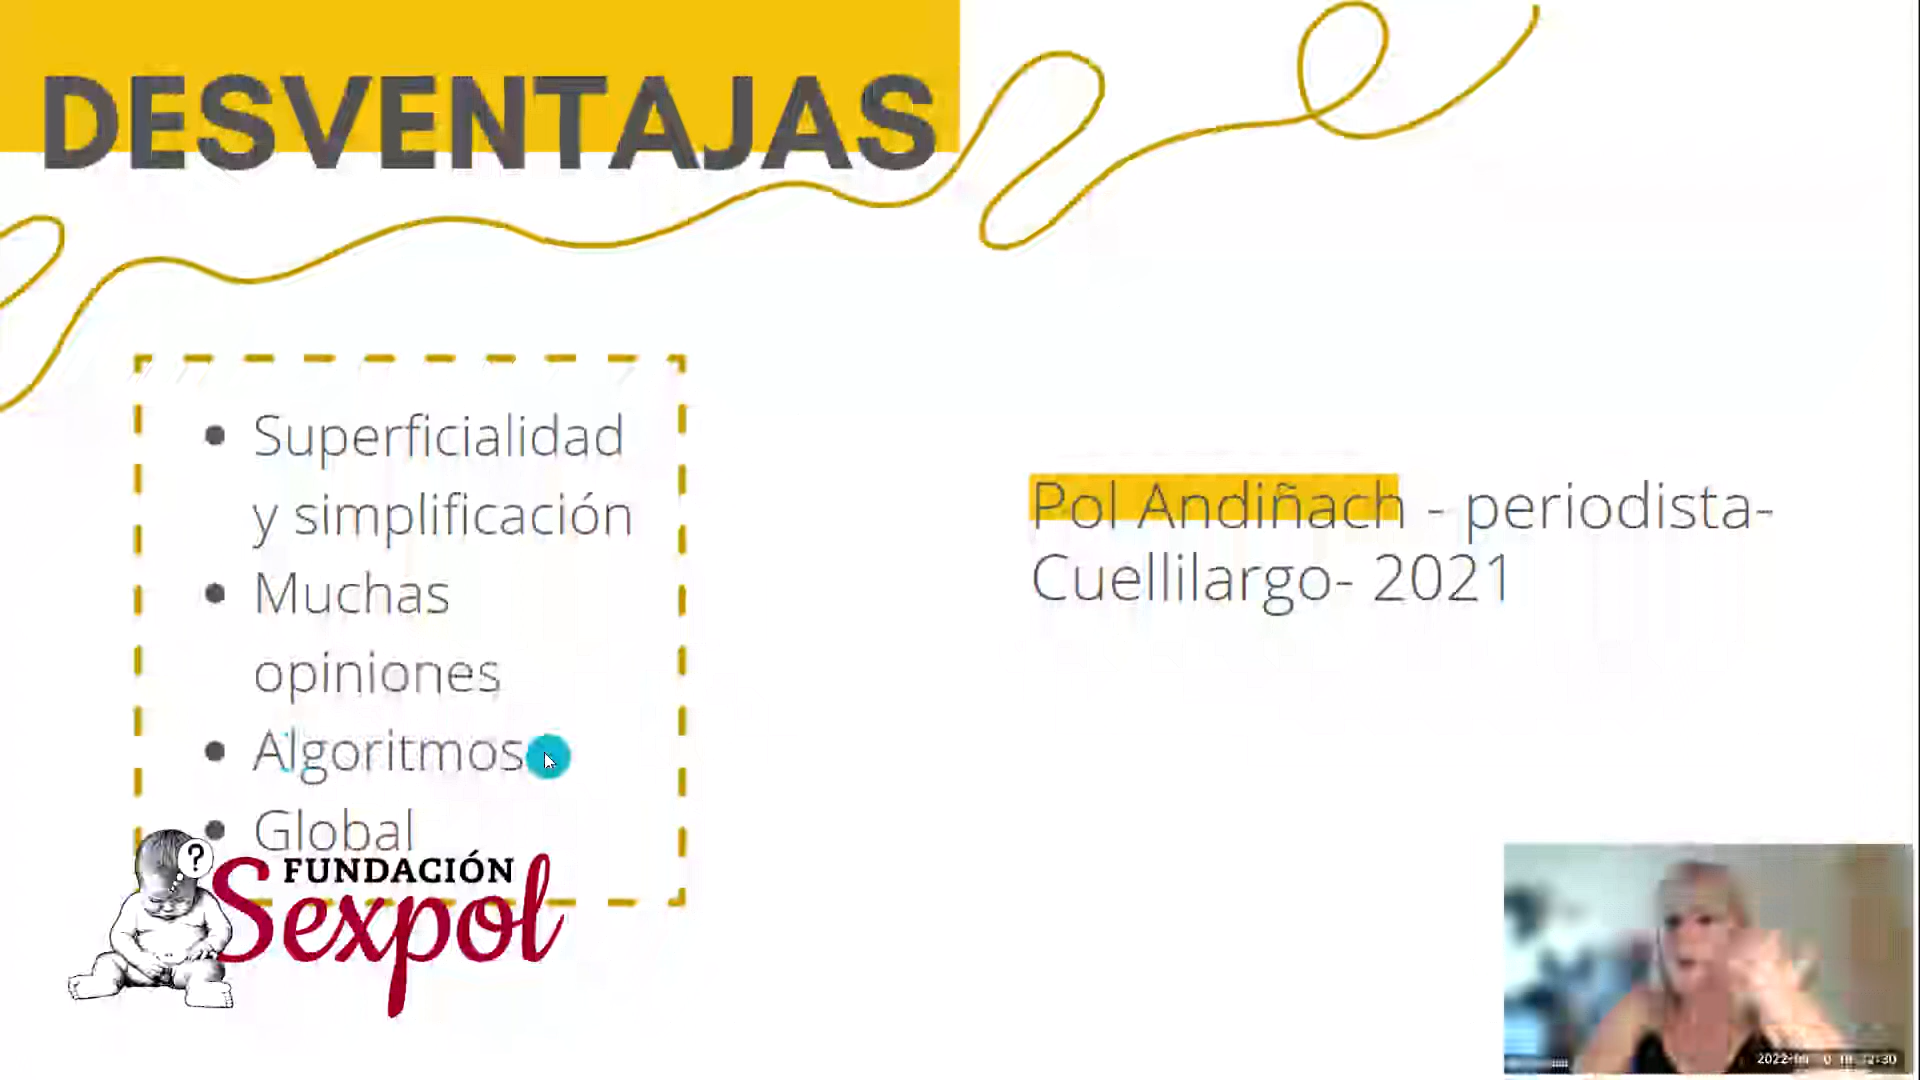 DESVENTAJAS
Superficialidad
y simplificación
Muchas
opiniones
Algoritmos
Global
Pol Andiñach - periodista-
Cuellilargo- 2021
?
FUNDACIÓN
Sexpol